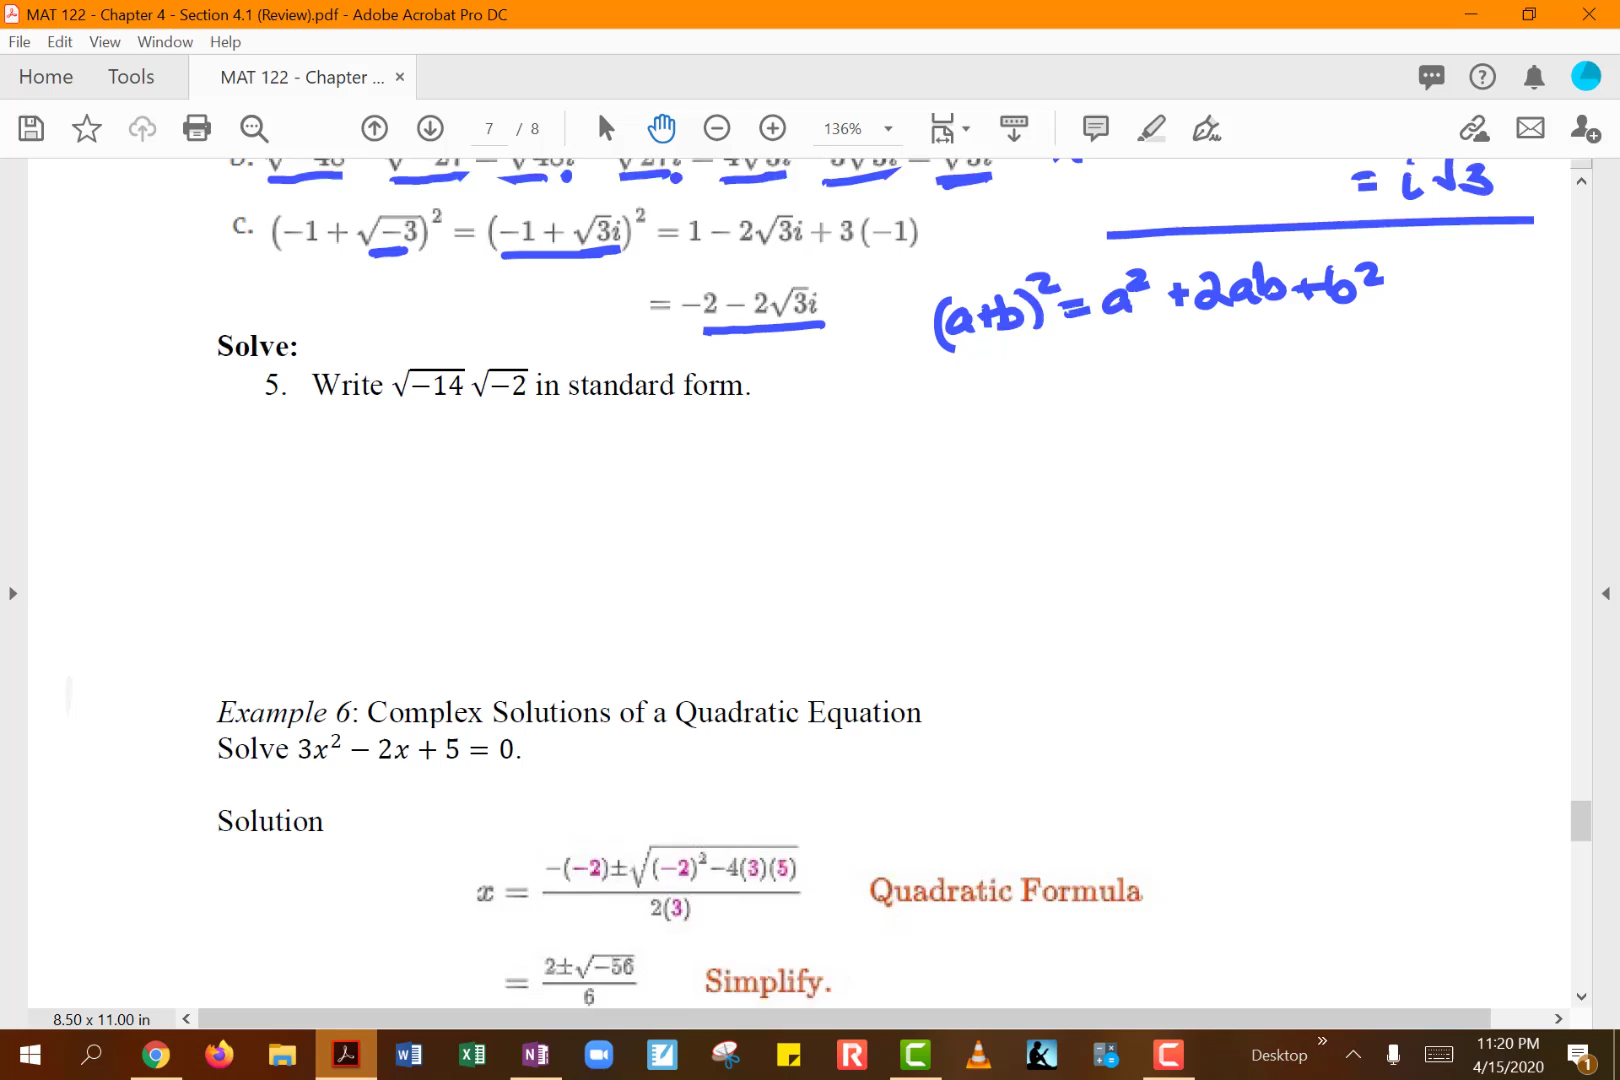 MAT 122 - Chapter 4 - Section 4.1 (Review).pdf - Adobe Acrobat Pro DC
File Edit View Window Help
Home Tools MAT 122 - Chapter ... ×
7 / 8 136%
= i√3
C. (−1 + √−3)² = (−1 + √3i)² = 1 − 2√3i + 3 (−1)
= −2 − 2√3i
(a+b)² = a² + 2ab + b²
Solve:
5. Write √−14 √−2 in standard form.
Example 6: Complex Solutions of a Quadratic Equation
Solve 3x² − 2x + 5 = 0.
Solution
x = (−(−2)±√((−2)²−4(3)(5)))/(2(3)) Quadratic Formula
= (2±√−56)/6 Simplify.
8.50 x 11.00 in
Desktop
11:20 PM
4/15/2020
1